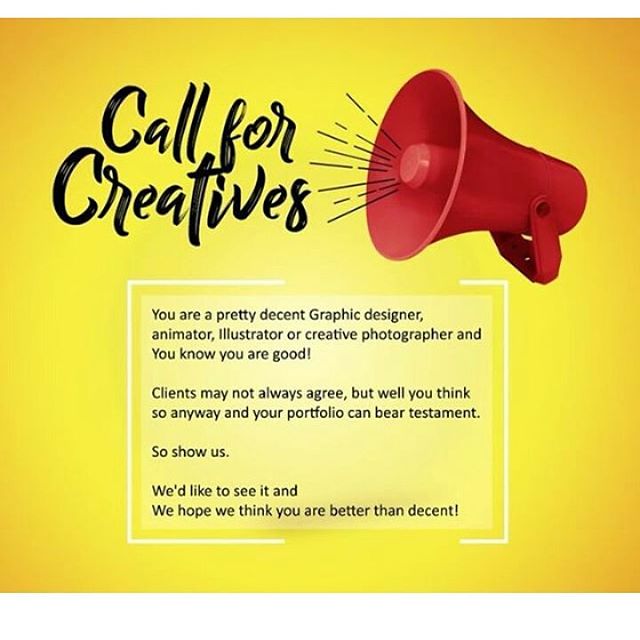 Call for
Creatives
You are a pretty decent Graphic designer,
animator, Illustrator or creative photographer and
You know you are good!
Clients may not always agree, but well you think
so anyway and your portfolio can bear testament.
So show us.
We'd like to see it and
We hope we think you are better than decent!